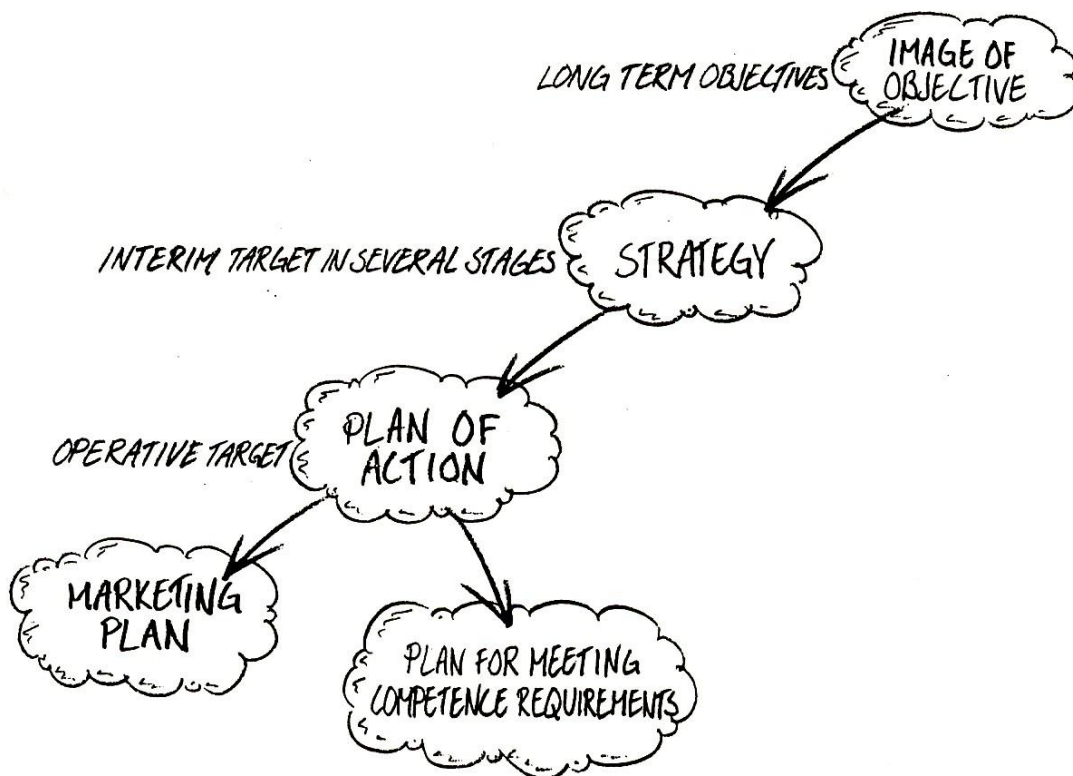 IMAGE OF
OBJECTIVE
LONG TERM OBJECTIVES
STRATEGY
INTERIM TARGET IN SEVERAL STAGES
PLAN OF
ACTION
OPERATIVE TARGET
MARKETING
PLAN
PLAN FOR MEETING
COMPETENCE REQUIREMENTS